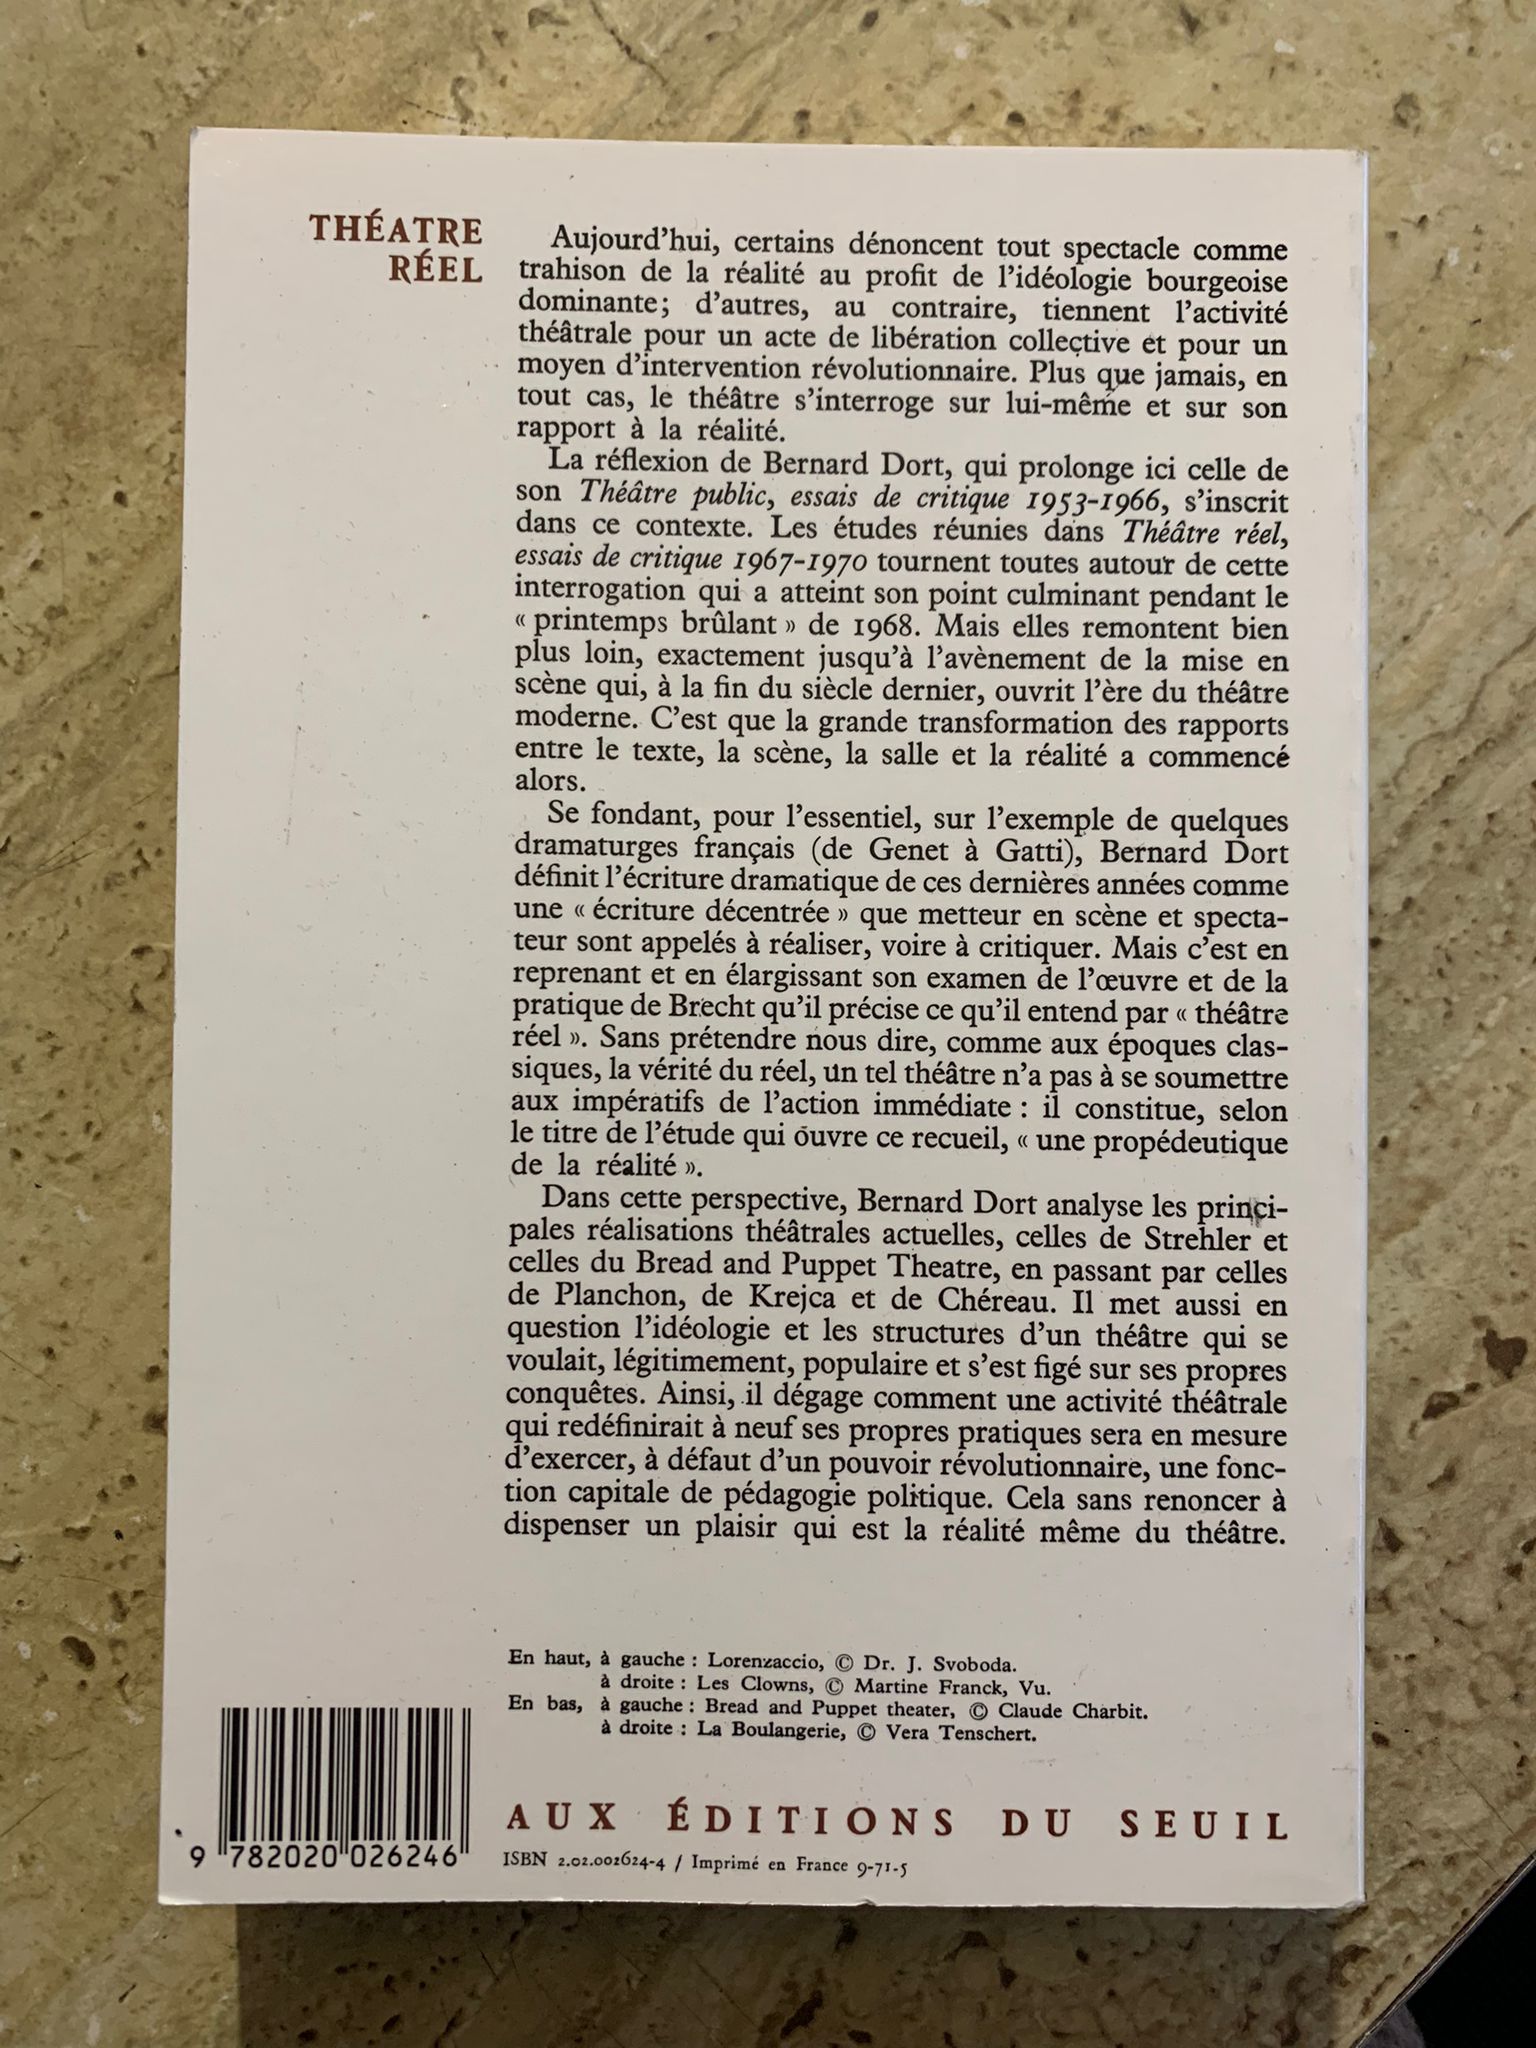 THÉATRE
RÉEL
Aujourd'hui, certains dénoncent tout spectacle comme
trahison de la réalité au profit de l'idéologie bourgeoise
dominante; d'autres, au contraire, tiennent l'activité
théâtrale pour un acte de libération collective et pour un
moyen d'intervention révolutionnaire. Plus que jamais, en
tout cas, le théâtre s'interroge sur lui-même et sur son
rapport à la réalité.
La réflexion de Bernard Dort, qui prolonge ici celle de
son Théâtre public, essais de critique 1953-1966, s'inscrit
dans ce contexte. Les études réunies dans Théâtre réel,
essais de critique 1967-1970 tournent toutes autour de cette
interrogation qui a atteint son point culminant pendant le
« printemps brûlant » de 1968. Mais elles remontent bien
plus loin, exactement jusqu'à l'avènement de la mise en
scène qui, à la fin du siècle dernier, ouvrit l'ère du théâtre
moderne. C'est que la grande transformation des rapports
entre le texte, la scène, la salle et la réalité a commencé
alors.
Se fondant, pour l'essentiel, sur l'exemple de quelques
dramaturges français (de Genet à Gatti), Bernard Dort
définit l'écriture dramatique de ces dernières années comme
une « écriture décentrée » que metteur en scène et specta-
teur sont appelés à réaliser, voire à critiquer. Mais c'est en
reprenant et en élargissant son examen de l'œuvre et de la
pratique de Brecht qu'il précise ce qu'il entend par « théâtre
réel ». Sans prétendre nous dire, comme aux époques clas-
siques, la vérité du réel, un tel théâtre n'a pas à se soumettre
aux impératifs de l'action immédiate : il constitue, selon
le titre de l'étude qui ouvre ce recueil, « une propédeutique
de la réalité ».
Dans cette perspective, Bernard Dort analyse les princi-
pales réalisations théâtrales actuelles, celles de Strehler et
celles du Bread and Puppet Theatre, en passant par celles
de Planchon, de Krejca et de Chéreau. Il met aussi en
question l'idéologie et les structures d'un théâtre qui se
voulait, légitimement, populaire et s'est figé sur ses propres
conquêtes. Ainsi, il dégage comment une activité théâtrale
qui redéfinirait à neuf ses propres pratiques sera en mesure
d'exercer, à défaut d'un pouvoir révolutionnaire, une fonc-
tion capitale de pédagogie politique. Cela sans renoncer à
dispenser un plaisir qui est la réalité même du théâtre.
En haut, à gauche : Lorenzaccio, © Dr. J. Svoboda.
à droite : Les Clowns, © Martine Franck, Vu.
En bas, à gauche : Bread and Puppet theater, © Claude Charbit.
à droite : La Boulangerie, © Vera Tenschert.
AUX ÉDITIONS DU SEUIL
ISBN 2.02.002624-4 / Imprimé en France 9-71-5
9 782020 026246